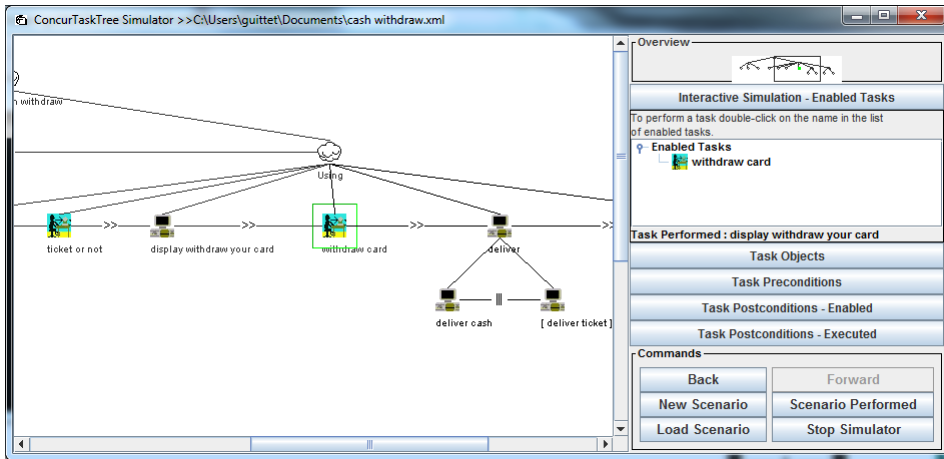 ConcurTaskTree Simulator >>C:\Users\guittet\Documents\cash withdraw.xml
withdraw
Using
>> >> >> >> >>
ticket or not display withdraw your card withdraw card deliver
|||
deliver cash [ deliver ticket ]
Overview
Interactive Simulation - Enabled Tasks
To perform a task double-click on the name in the list
of enabled tasks.
Enabled Tasks
withdraw card
Task Performed : display withdraw your card
Task Objects
Task Preconditions
Task Postconditions - Enabled
Task Postconditions - Executed
Commands
Back Forward
New Scenario Scenario Performed
Load Scenario Stop Simulator